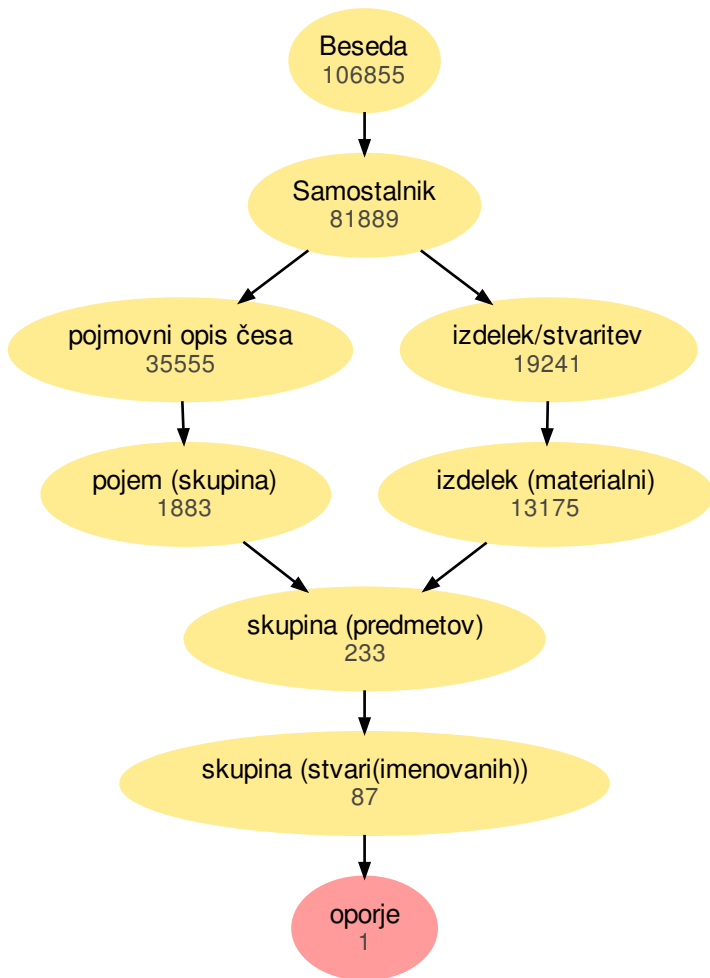 Beseda
106855
Samostalnik
81889
pojmovni opis česa
35555
izdelek/stvaritev
19241
pojem (skupina)
1883
izdelek (materialni)
13175
skupina (predmetov)
233
skupina (stvari(imenovanih))
87
oporje
1